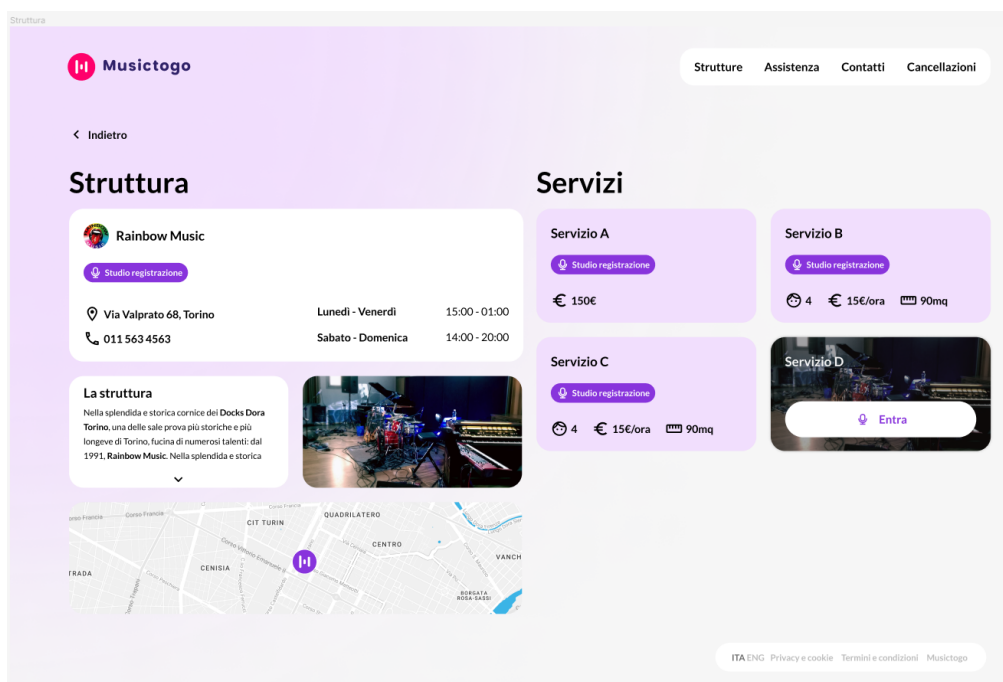 Struttura
Musictogo
Strutture Assistenza Contatti Cancellazioni
Indietro
Struttura
Rainbow Music
Studio registrazione
Via Valprato 68, Torino
011 563 4563
Lunedì - Venerdì 15:00 - 01:00
Sabato - Domenica 14:00 - 20:00
La struttura
Nella splendida e storica cornice dei Docks Dora
Torino, una delle sale prova più storiche e più
longeve di Torino, fucina di numerosi talenti: dal
1991, Rainbow Music. Nella splendida e storica
Corso Francia
Corso Francia
QUADRILATERO
CIT TURIN
CENTRO
Corso Vittorio Emanuele II
CENISIA
VANCH
TRADA
BORGATA
ROSA-SASSI
Servizi
Servizio A
Studio registrazione
150€
Servizio B
Studio registrazione
4 15€/ora 90mq
Servizio C
Studio registrazione
4 15€/ora 90mq
Servizio D
Entra
ITA ENG Privacy e cookie Termini e condizioni Musictogo